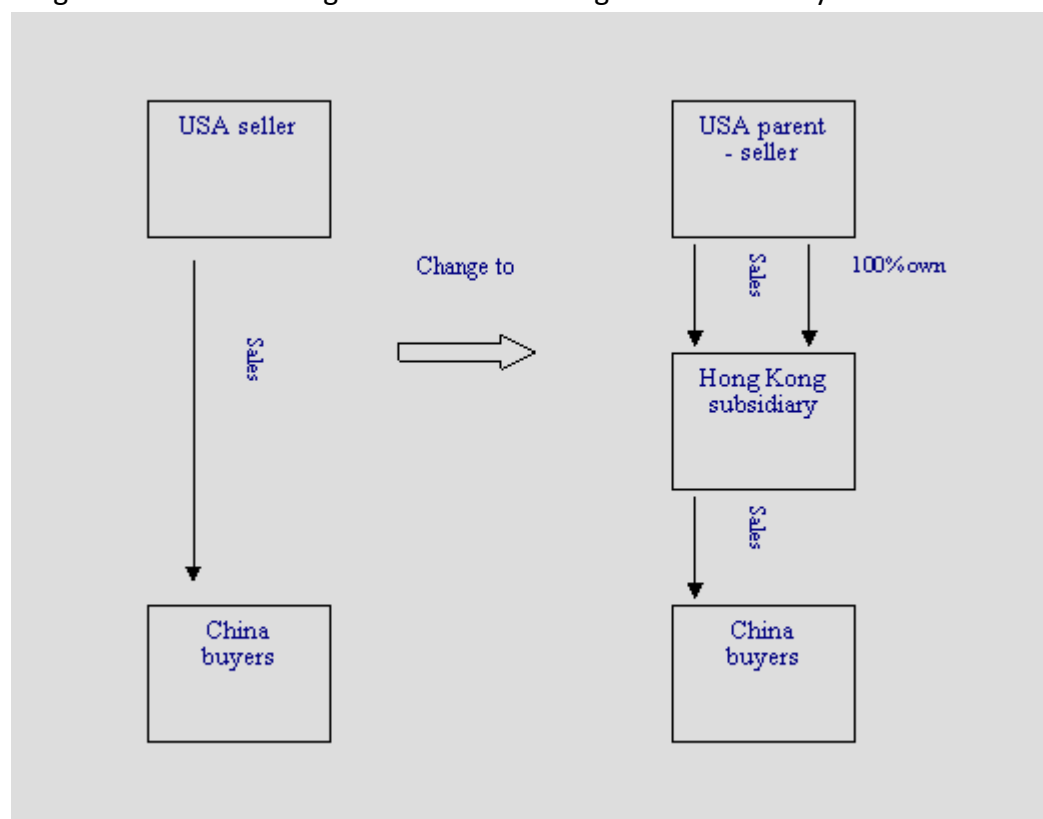 USA seller
USA parent
- seller
Change to
Sales
100% own
Sales
Hong Kong
subsidiary
Sales
China
buyers
China
buyers